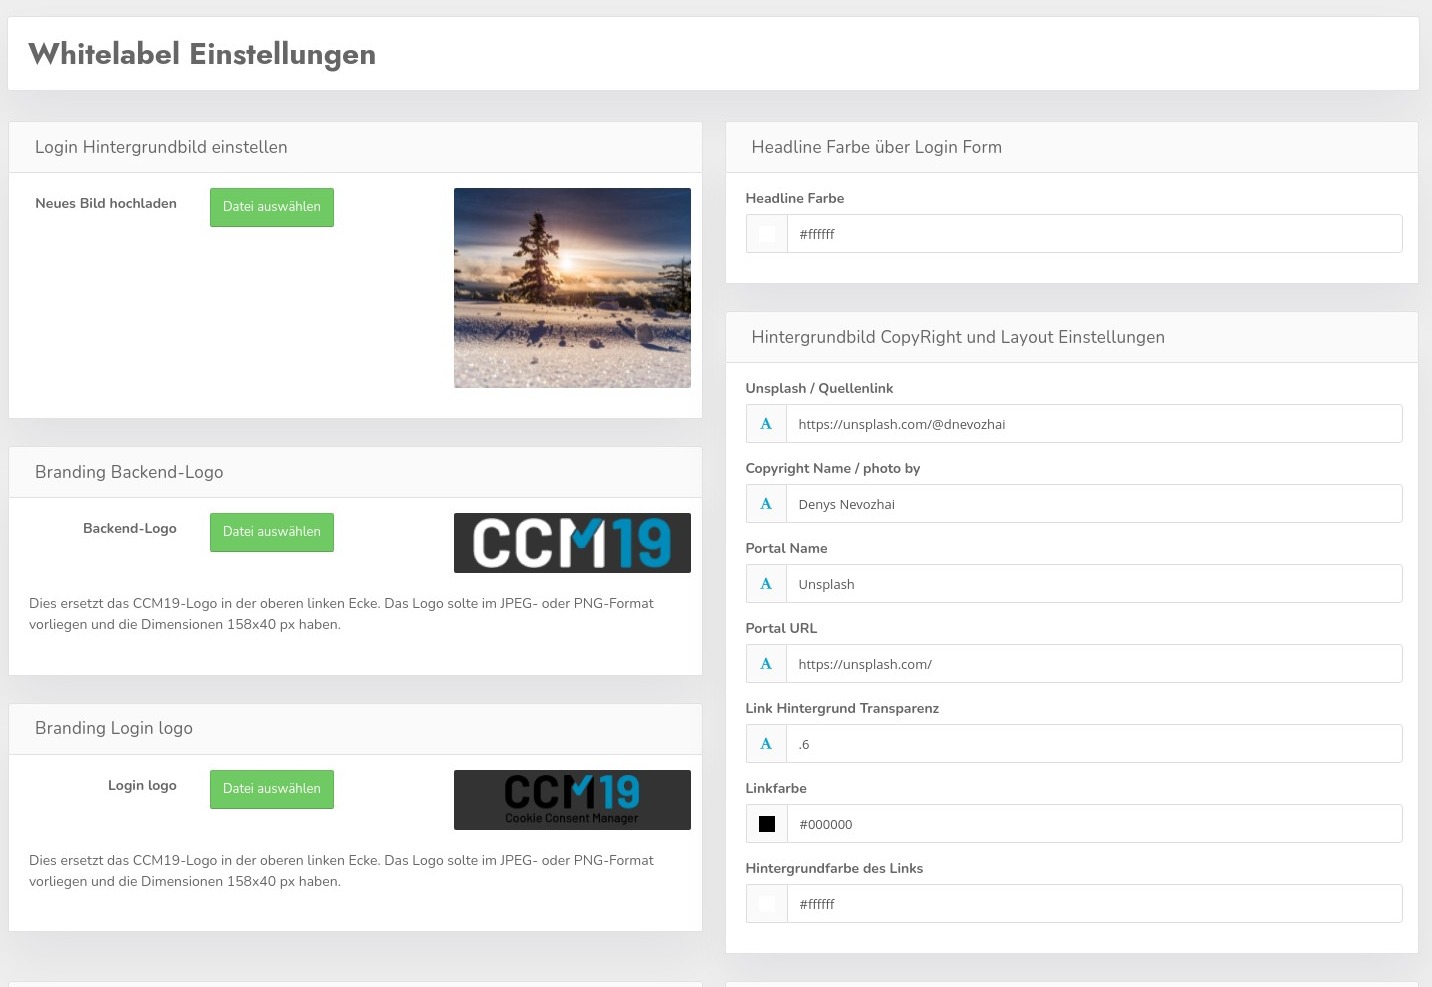 Whitelabel Einstellungen
Login Hintergrundbild einstellen
Neues Bild hochladen
Datei auswählen
Branding Backend-Logo
Backend-Logo
Datei auswählen
CCM19
Dies ersetzt das CCM19-Logo in der oberen linken Ecke. Das Logo solte im JPEG- oder PNG-Format
vorliegen und die Dimensionen 158x40 px haben.
Branding Login logo
Login logo
Datei auswählen
CCM19
Cookie Consent Manager
Dies ersetzt das CCM19-Logo in der oberen linken Ecke. Das Logo solte im JPEG- oder PNG-Format
vorliegen und die Dimensionen 158x40 px haben.
Headline Farbe über Login Form
Headline Farbe
#ffffff
Hintergrundbild CopyRight und Layout Einstellungen
Unsplash / Quellenlink
A https://unsplash.com/@dnevozhai
Copyright Name / photo by
A Denys Nevozhai
Portal Name
A Unsplash
Portal URL
A https://unsplash.com/
Link Hintergrund Transparenz
A .6
Linkfarbe
#000000
Hintergrundfarbe des Links
#ffffff